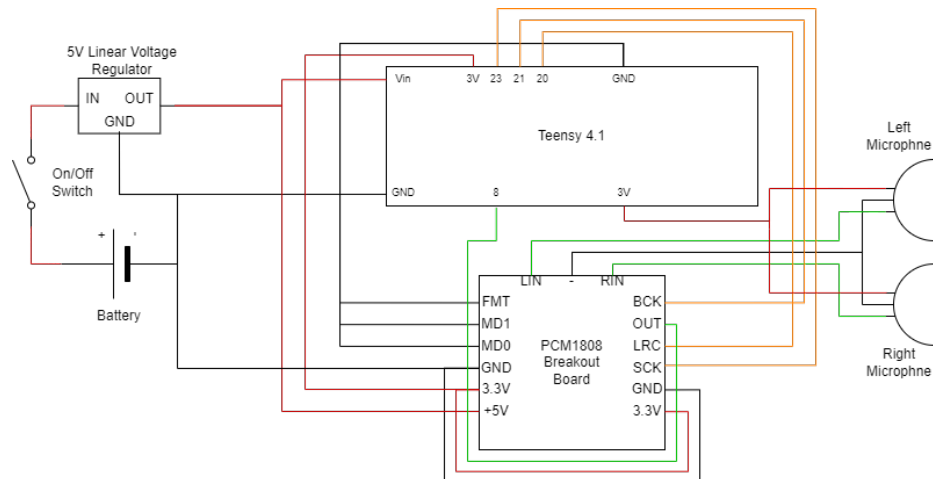 5V Linear Voltage
Regulator
IN OUT
GND
On/Off
Switch
+ -
Battery
Vin 3V 23 21 20 GND
Teensy 4.1
GND 8 3V
Left
Microphne
Right
Microphne
LIN - RIN
FMT BCK
MD1 OUT
MD0 LRC
PCM1808
Breakout
Board
GND SCK
3.3V GND
+5V 3.3V